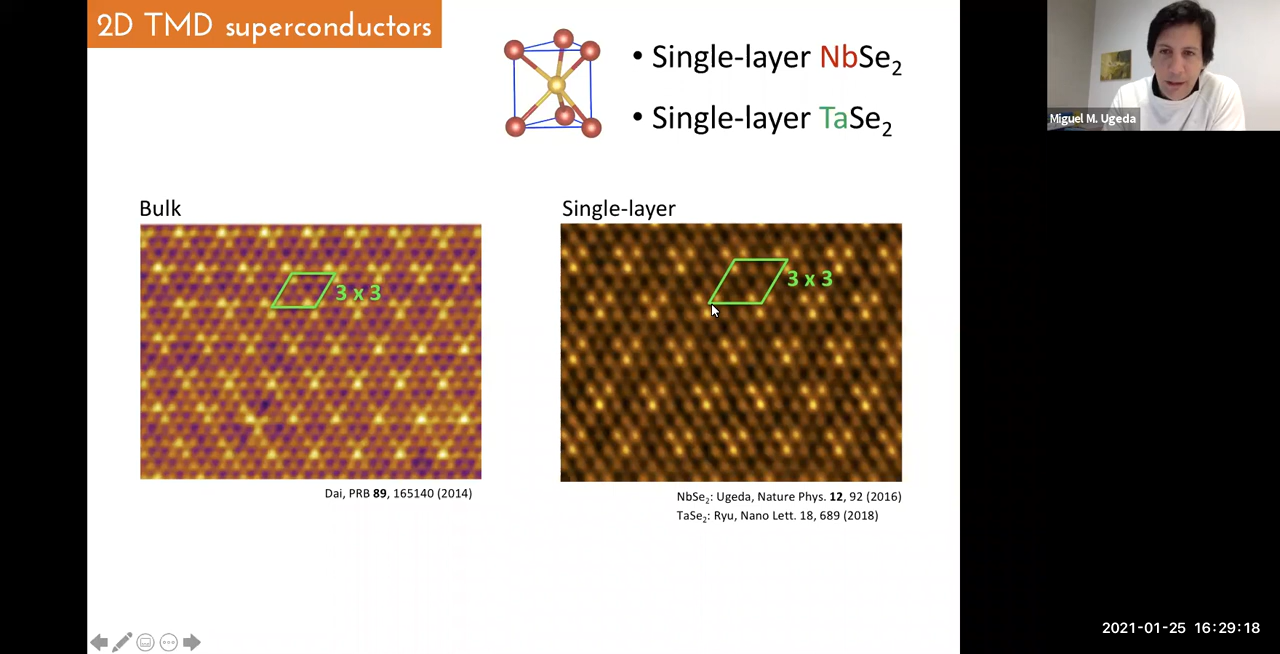 2D TMD superconductors
• Single-layer NbSe₂
• Single-layer TaSe₂
Miguel M. Ugeda
Bulk
3 x 3
Dai, PRB 89, 165140 (2014)
Single-layer
3 x 3
NbSe₂: Ugeda, Nature Phys. 12, 92 (2016)
TaSe₂: Ryu, Nano Lett. 18, 689 (2018)
2021-01-25 16:29:18